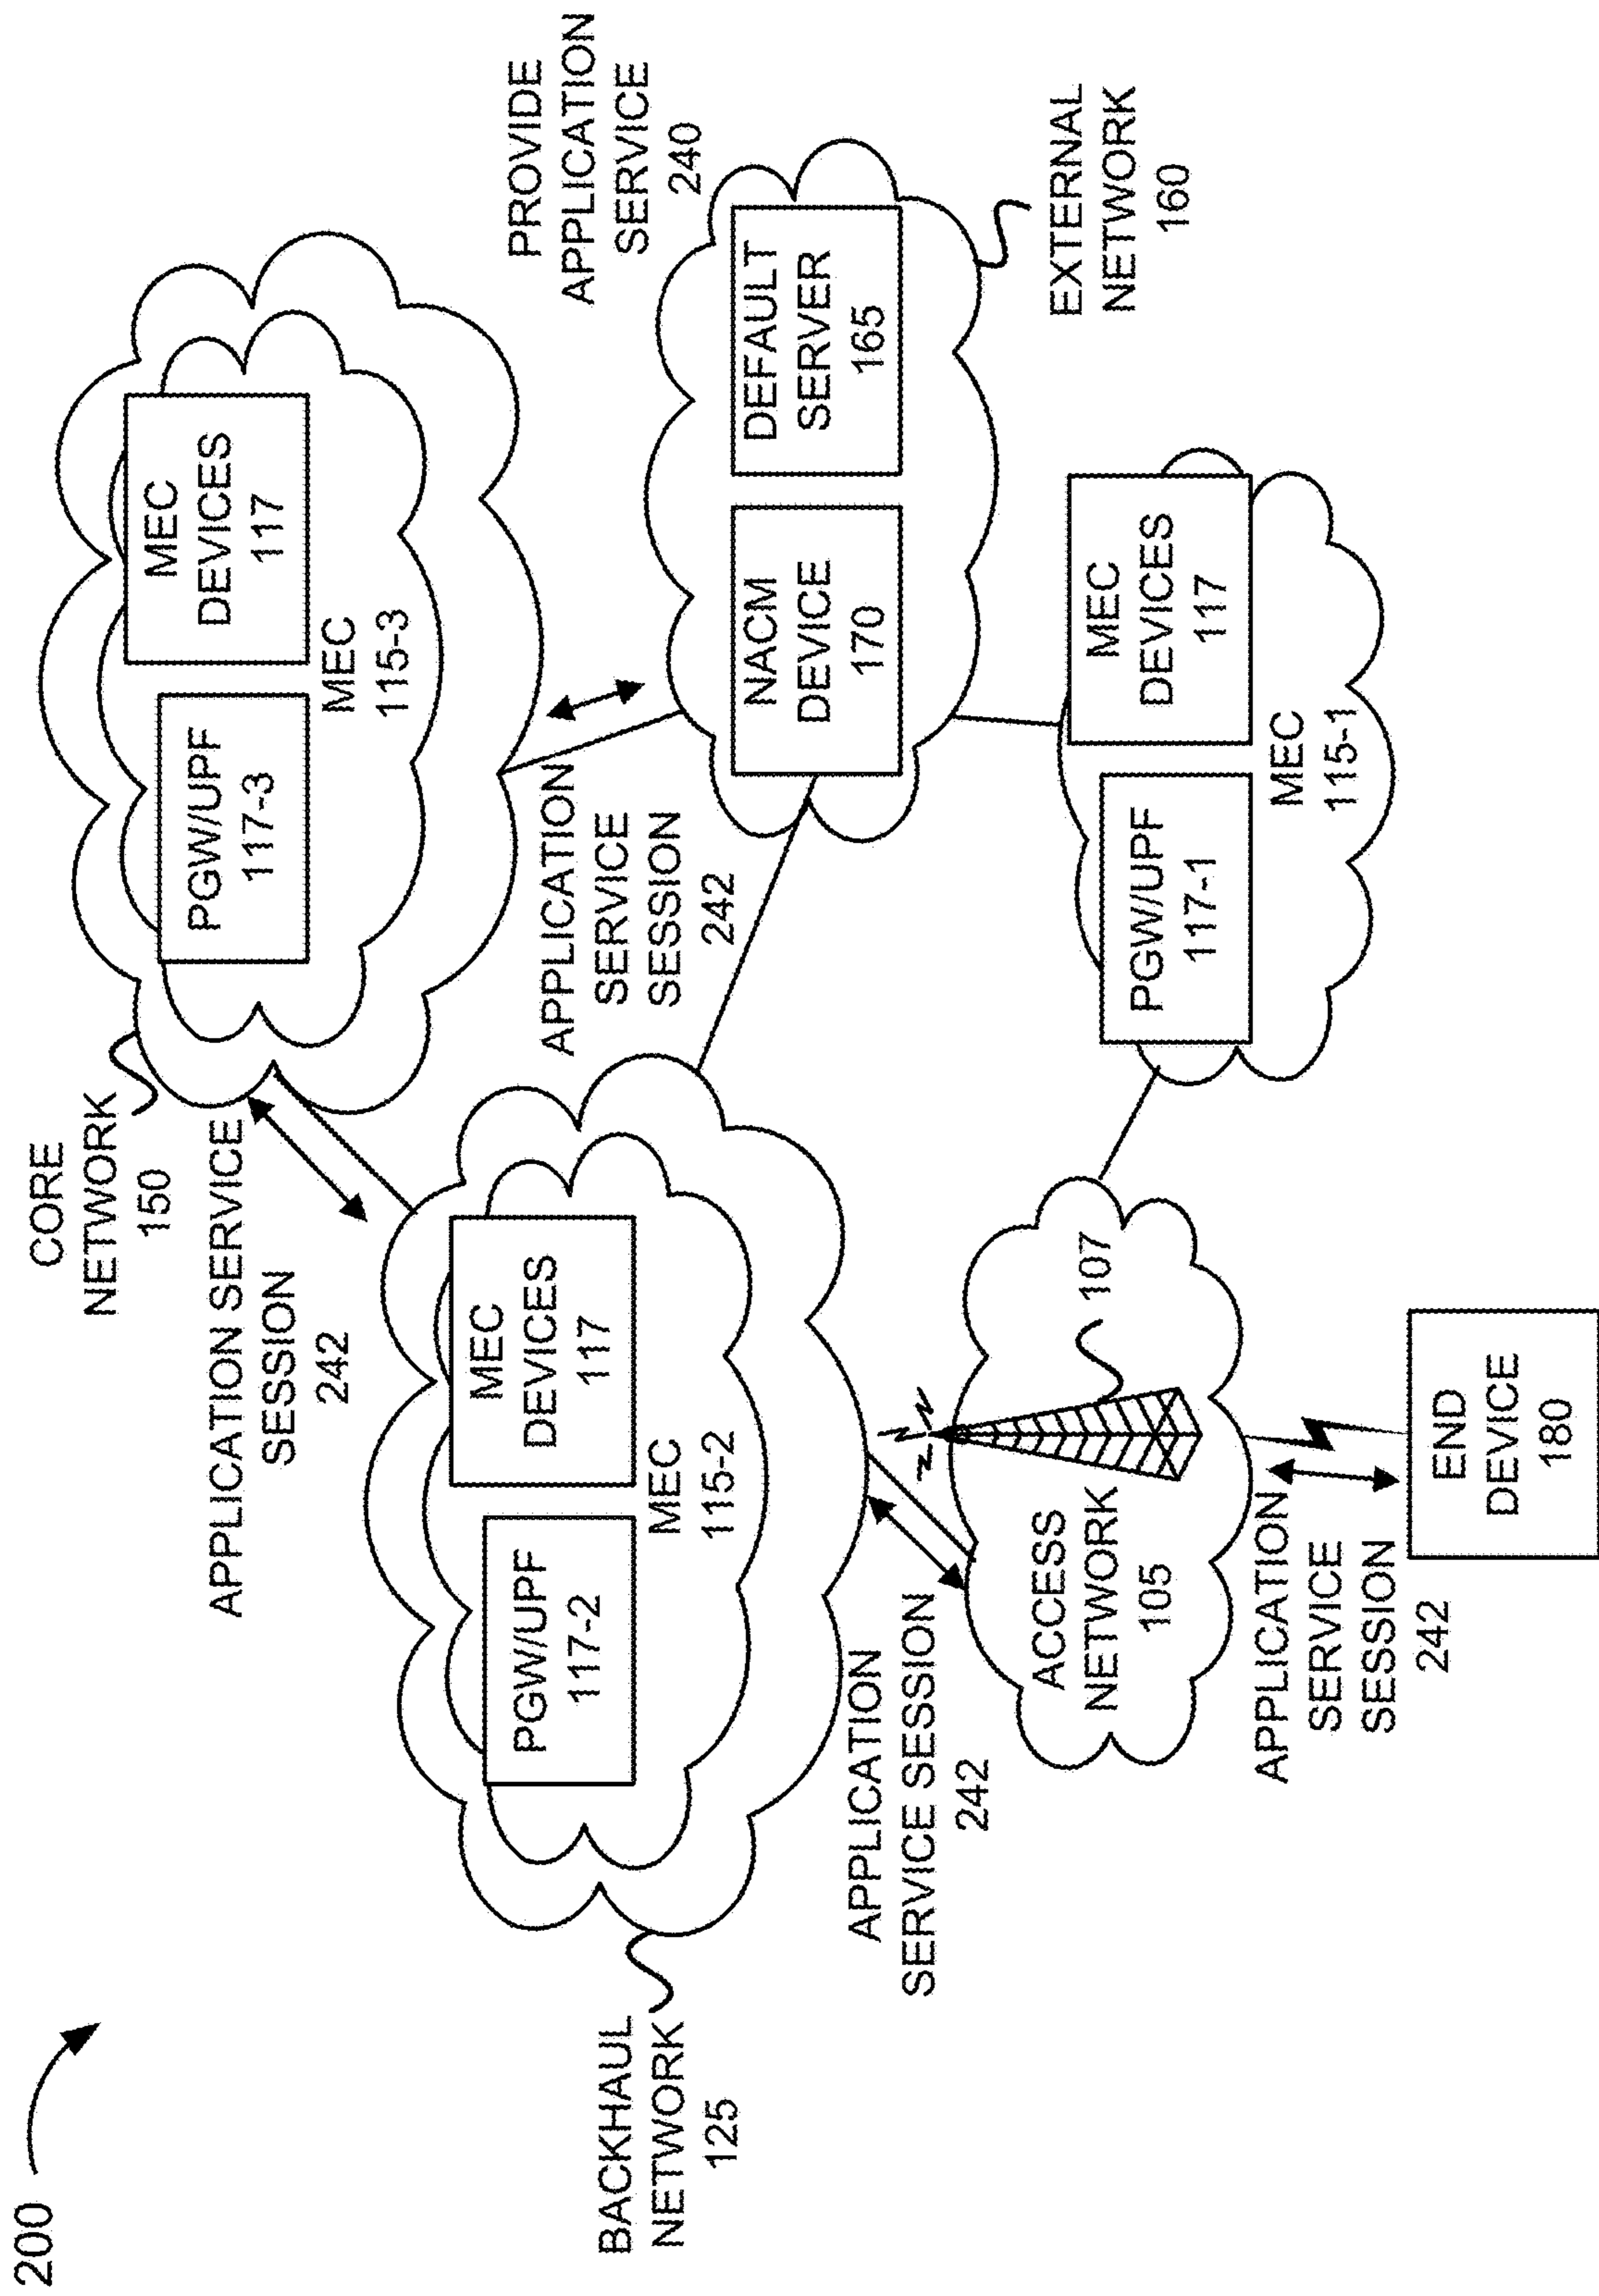 200
CORE
NETWORK
150
APPLICATION SERVICE
SESSION
242
PGW/UPF
117-3
MEC
DEVICES
117
MEC
115-3
BACKHAUL
NETWORK
125
PGW/UPF
117-2
MEC
DEVICES
117
MEC
115-2
APPLICATION
SERVICE
SESSION
242
PROVIDE
APPLICATION
SERVICE
240
NACM
DEVICE
170
DEFAULT
SERVER
165
EXTERNAL
NETWORK
160
APPLICATION
SERVICE SESSION
242
ACCESS
NETWORK
105
107
PGW/UPF
117-1
MEC
DEVICES
117
MEC
115-1
APPLICATION
SERVICE
SESSION
242
END
DEVICE
180